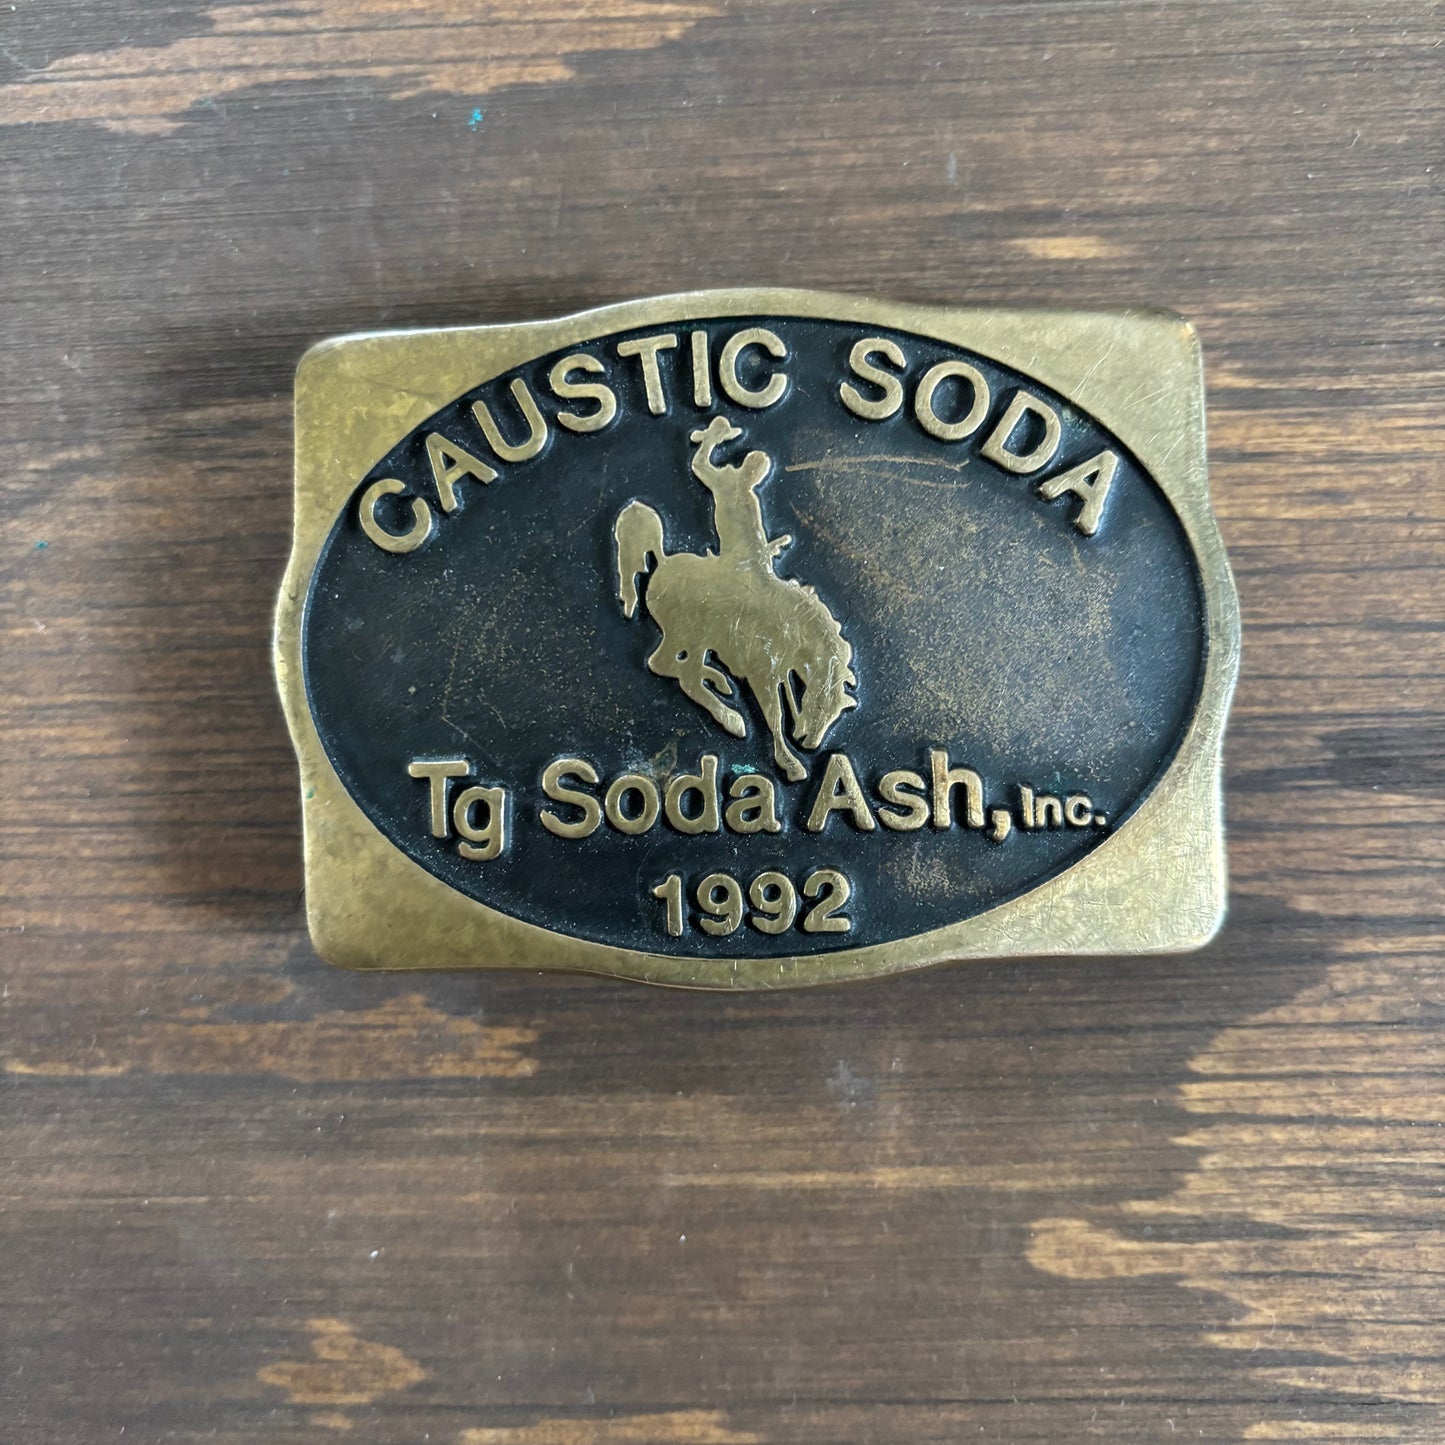 CAUSTIC SODA
Tg Soda Ash, Inc.
1992